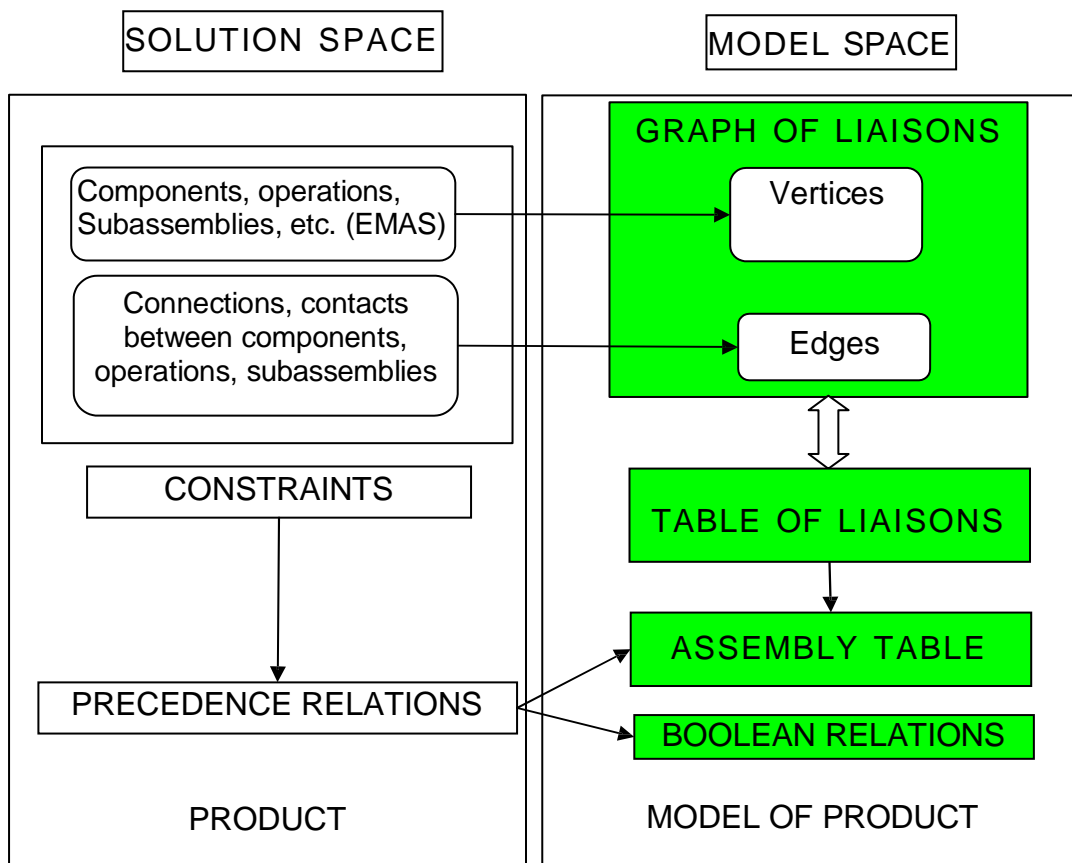 SOLUTION SPACE
MODEL SPACE
GRAPH OF LIAISONS
Components, operations,
Subassemblies, etc. (EMAS)
Vertices
Connections, contacts
between components,
operations, subassemblies
Edges
CONSTRAINTS
TABLE OF LIAISONS
ASSEMBLY TABLE
PRECEDENCE RELATIONS
BOOLEAN RELATIONS
PRODUCT
MODEL OF PRODUCT